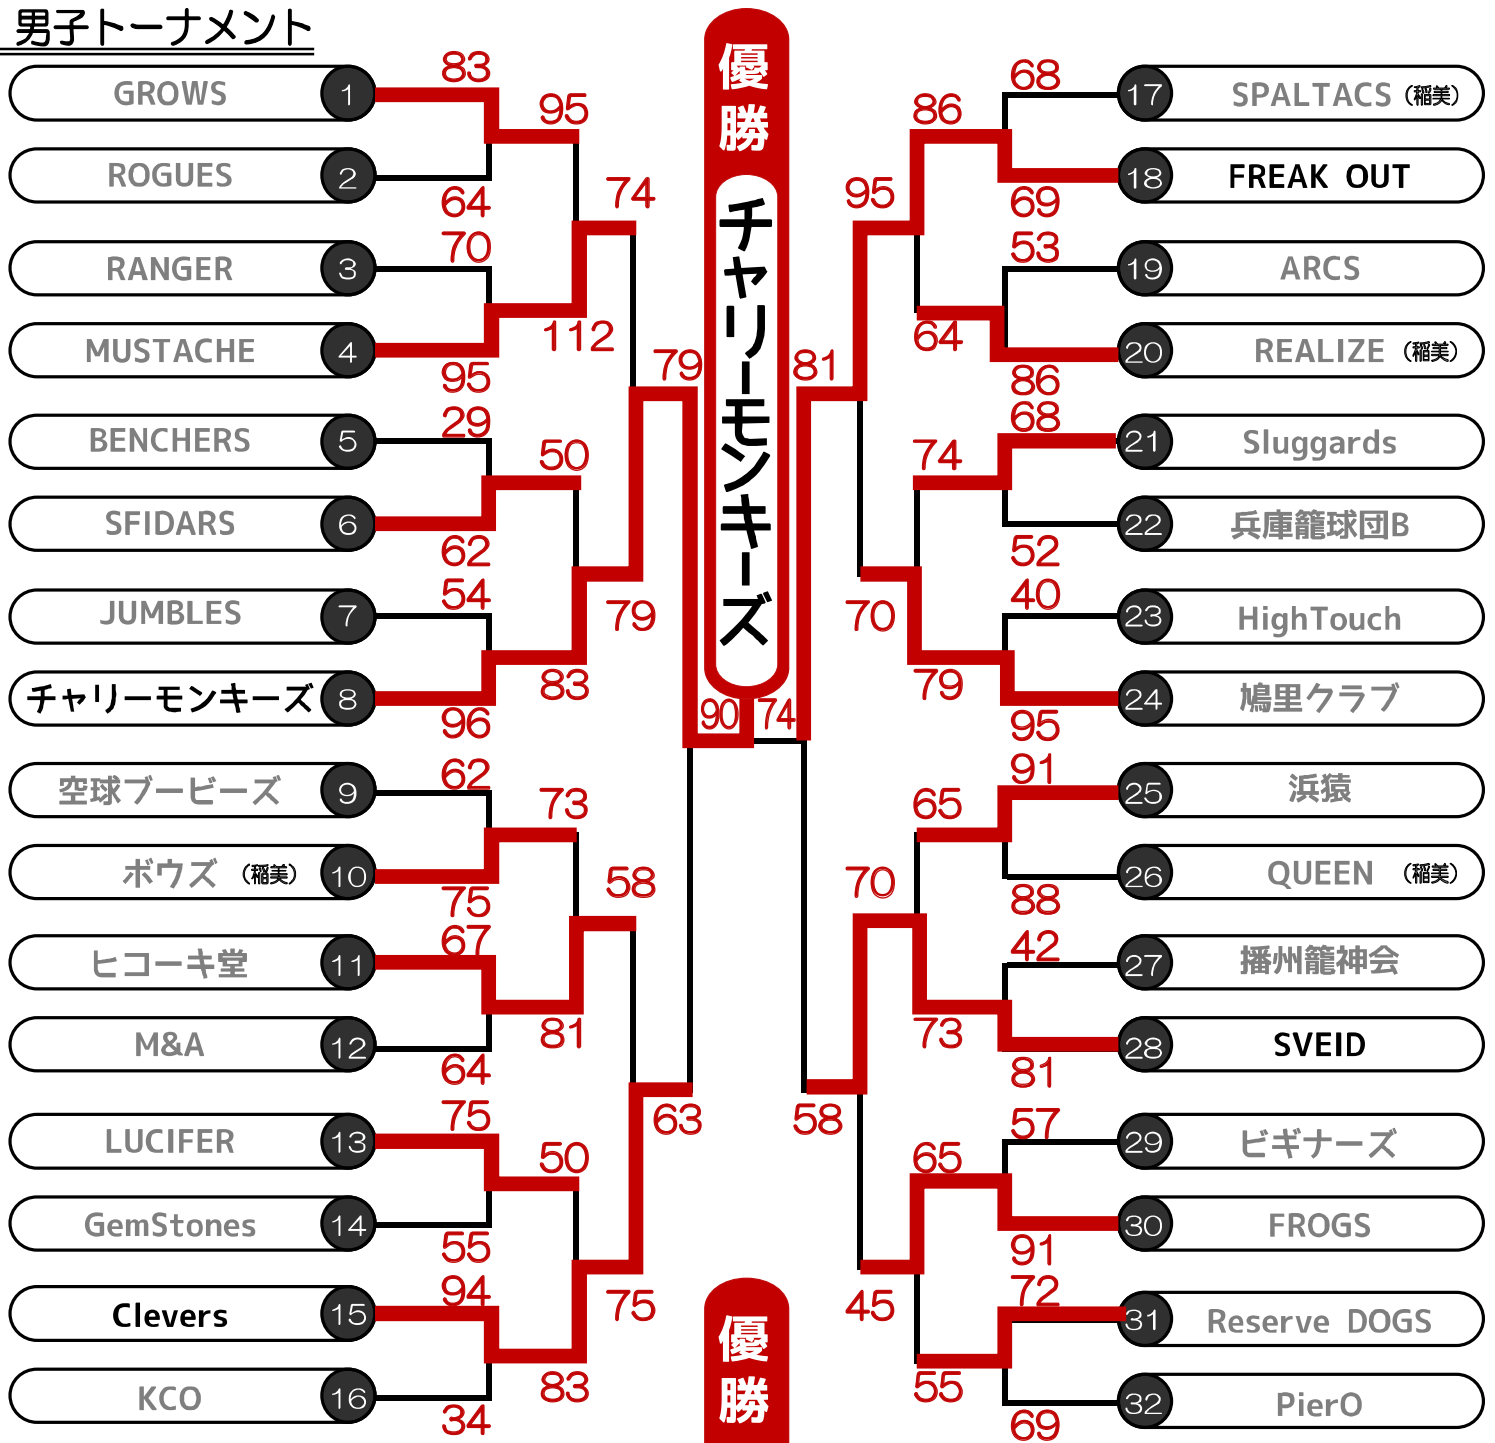 男子トーナメント
優勝
チャリーモンキーズ
GROWS 1 83
ROGUES 2 64
95
RANGER 3 70
MUSTACHE 4 95
112
74
BENCHERS 5 29
SFIDARS 6 62
50
JUMBLES 7 54
チャリーモンキーズ 8 96
83
79
79
空球ブービーズ 9 62
ボウズ (稲美) 10 75
73
ヒコーキ堂 11 67
M&A 12 64
81
58
LUCIFER 13 75
GemStones 14 55
50
Clevers 15 94
KCO 16 34
83
75
63
90 74
68 17 SPALTACS (稲美)
69 18 FREAK OUT
86
53 19 ARCS
86 20 REALIZE (稲美)
64
95
68 21 Sluggards
52 22 兵庫籠球団B
74
40 23 HighTouch
95 24 鳩里クラブ
79
70
81
91 25 浜猿
88 26 QUEEN (稲美)
65
42 27 播州籠神会
81 28 SVEID
73
70
57 29 ビギナーズ
91 30 FROGS
65
72 31 Reserve DOGS
69 32 PierO
55
45
58
優勝